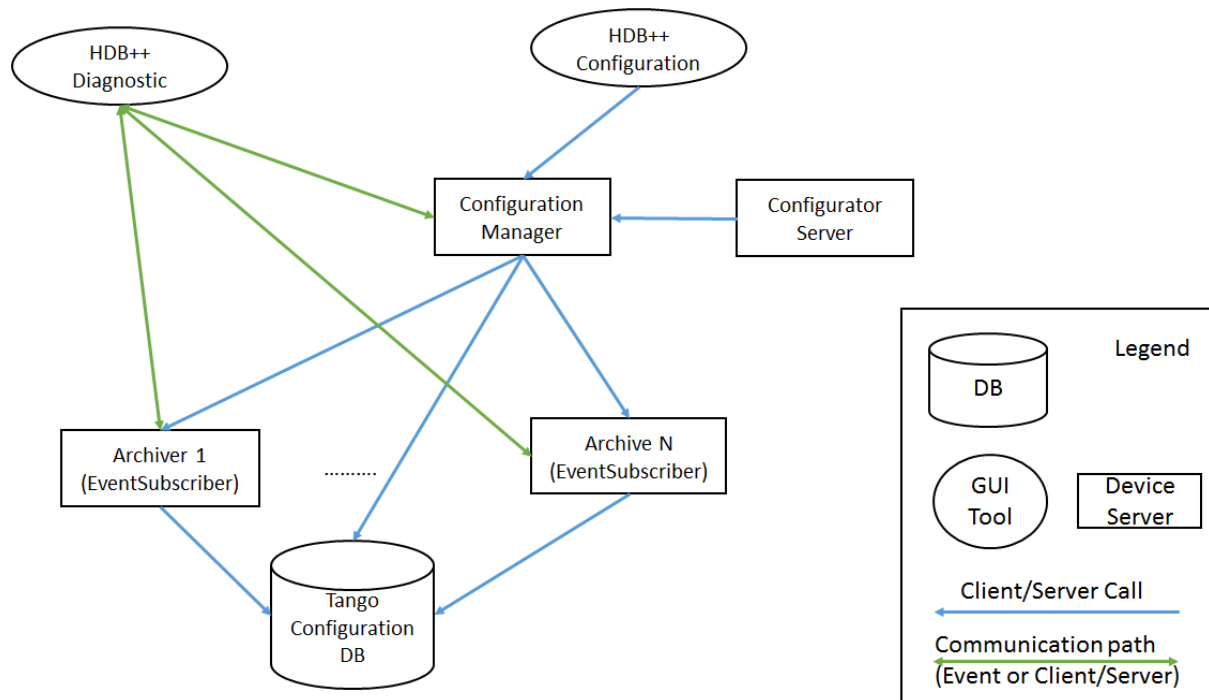 HDB++
Diagnostic
HDB++
Configuration
Configuration
Manager
Configurator
Server
Archiver 1
(EventSubscriber)
..........
Archive N
(EventSubscriber)
Tango
Configuration
DB
Legend
DB
GUI
Tool
Device
Server
Client/Server Call
Communication path
(Event or Client/Server)